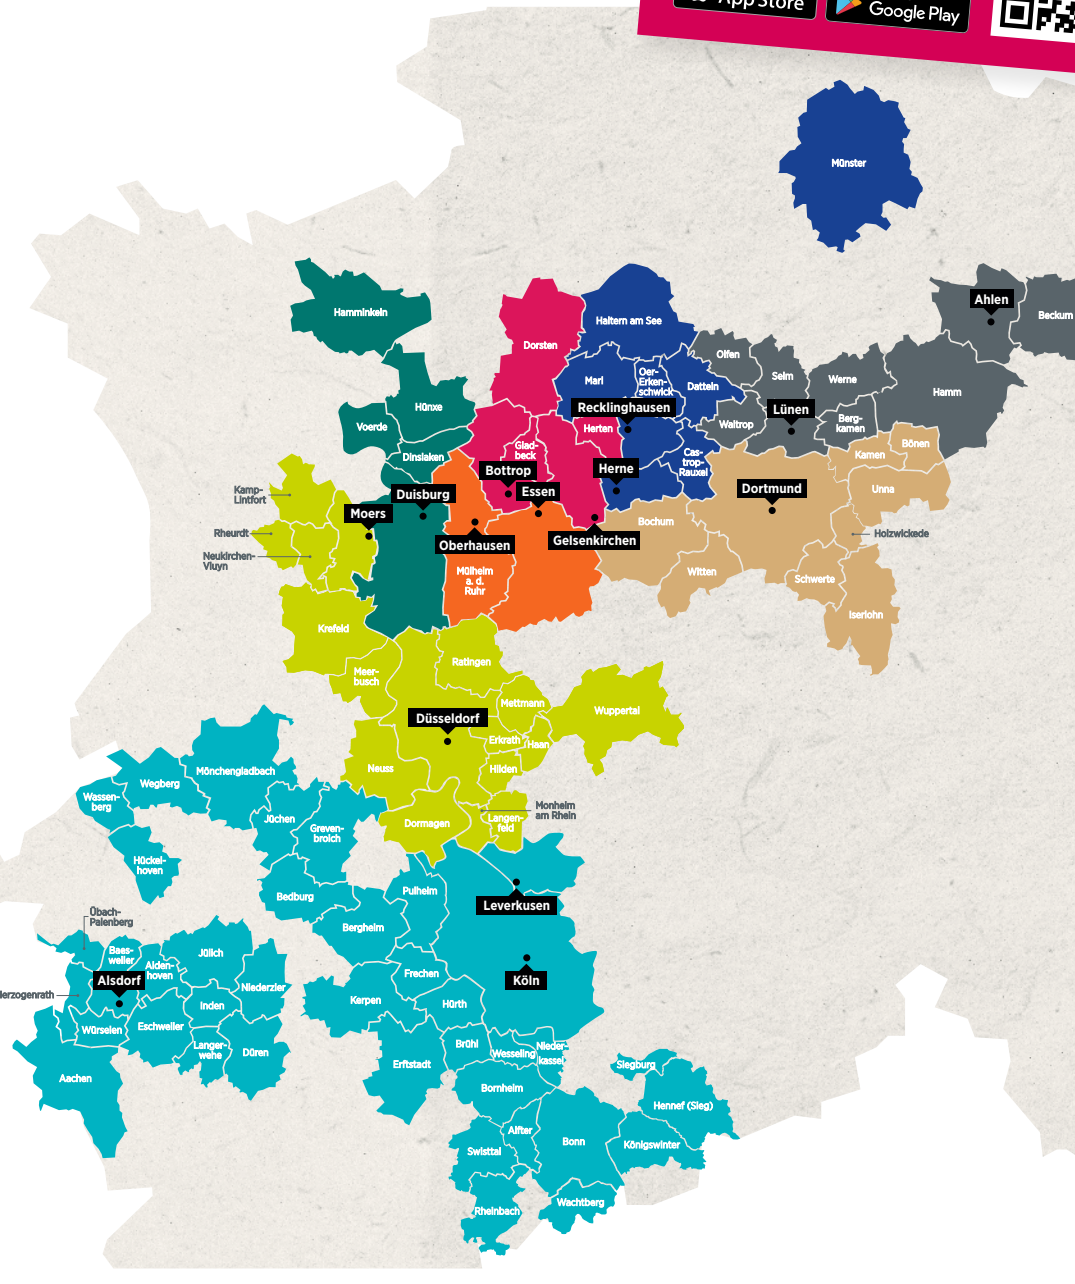 App Store
Google Play
Münster
Hamminkeln
Ahlen
Beckum
Haltern am See
Dorsten
Olfen
Selm
Werne
Hamm
Marl
Oer-
Erken-
schwick
Datteln
Hünxe
Voerde
Recklinghausen
Lünen
Waltrop
Berg-
kamen
Herten
Glad-
beck
Bönen
Kamen
Dinslaken
Cas-
trop-
Rauxel
Bottrop
Herne
Duisburg
Essen
Dortmund
Unna
Kamp-
Lintfort
Moers
Bochum
Rheurdt
Oberhausen
Gelsenkirchen
Holzwickede
Neukirchen-
Vluyn
Mülheim
a. d.
Ruhr
Witten
Schwerte
Iserlohn
Krefeld
Ratingen
Meer-
busch
Mettmann
Wuppertal
Düsseldorf
Erkrath
Haan
Neuss
Hilden
Mönchengladbach
Wegberg
Wassen-
berg
Monheim
am Rhein
Jüchen
Dormagen
Langen-
feld
Greven-
broich
Hückel-
hoven
Bedburg
Pulheim
Leverkusen
Übach-
Palenberg
Bergheim
Baes-
weiler
Jülich
Alden-
hoven
Frechen
Köln
Alsdorf
Niederzier
Herzogenrath
Kerpen
Hürth
Inden
Würselen
Eschweiler
Brühl
Wesseling
Nieder-
kassel
Langer-
wehe
Düren
Erftstadt
Siegburg
Aachen
Bornheim
Hennef (Sieg)
Alfter
Bonn
Königswinter
Swisttal
Wachtberg
Rheinbach